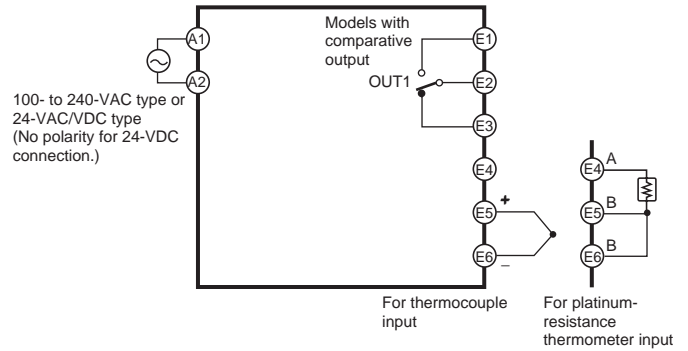 Models with
comparative
output
A1
A2
OUT1
E1
E2
E3
E4
E5
E6
+
–
100- to 240-VAC type or
24-VAC/VDC type
(No polarity for 24-VDC
connection.)
For thermocouple
input
E4
A
E5
B
E6
B
For platinum-
resistance
thermometer input